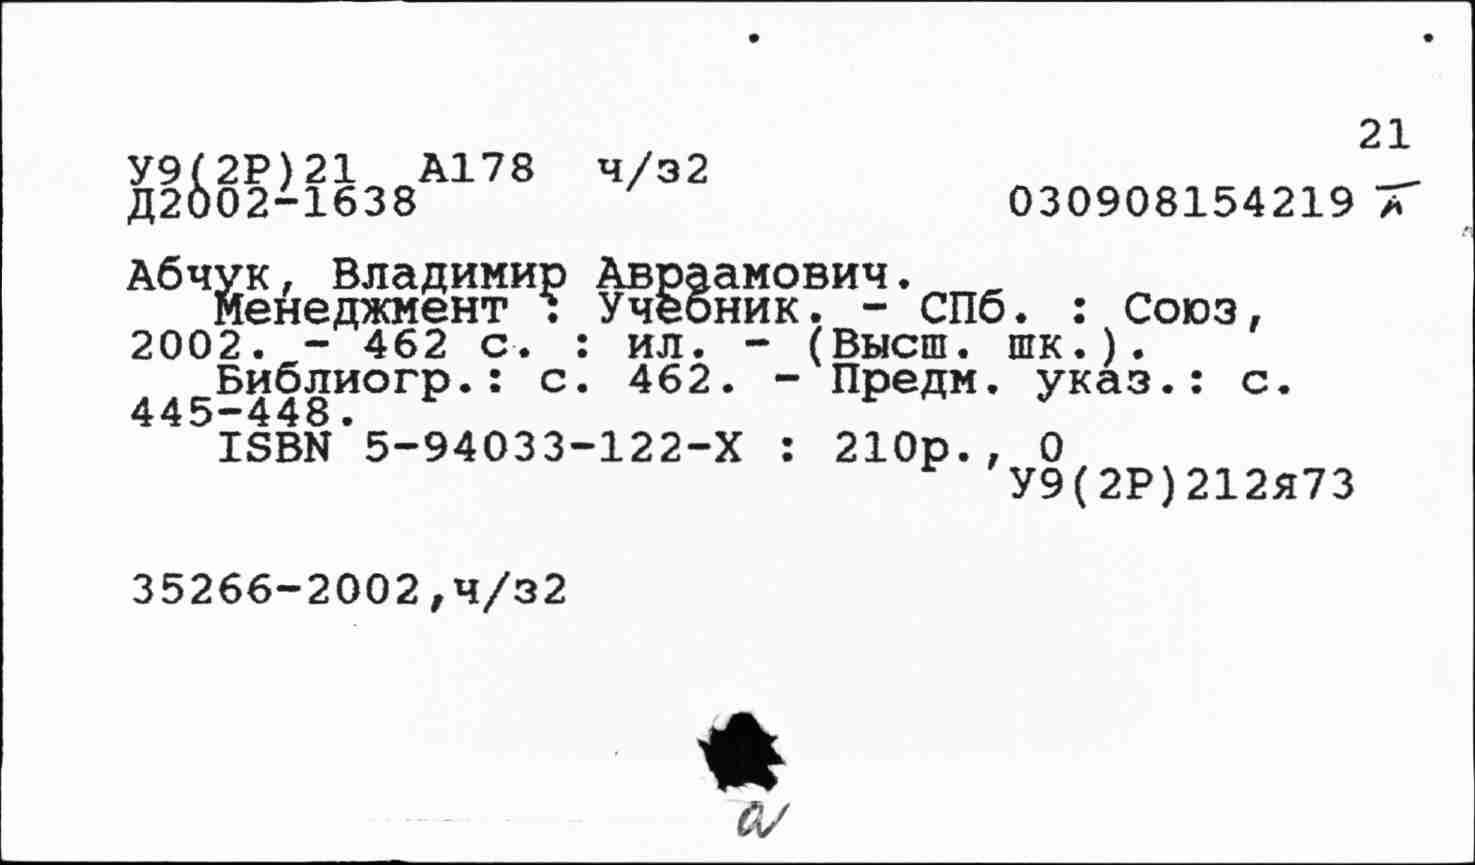 21
У9(2Р)21 А178 ч/з2
Д2002-1638 030908154219
Абчук, Владимир Авраамович.
Менеджмент : Учебник. - СПб. : Союз,
2002. - 462 с. : ил. - (Высш. шк.).
Библиогр.: с. 462. - Предм. указ.: с.
445-448.
ISBN 5-94033-122-X : 210р., 0
У9(2Р)212я73
35266-2002,ч/з2
а